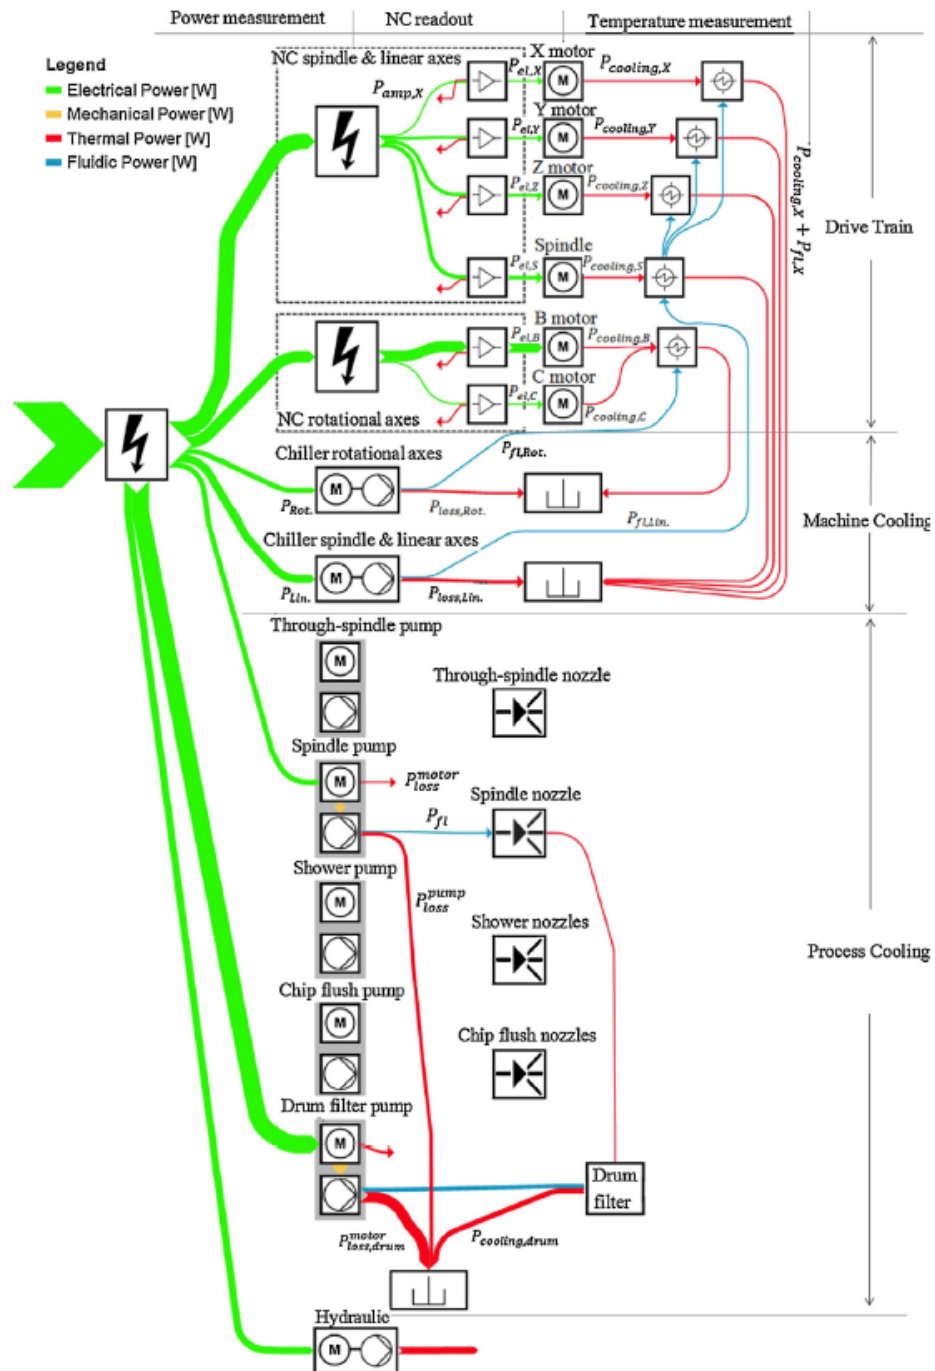 Power measurement
NC readout
Temperature measurement
Legend
Electrical Power [W]
Mechanical Power [W]
Thermal Power [W]
Fluidic Power [W]
NC spindle & linear axes
X motor
P_amp,X
P_el,X
M
P_cooling,X
Y motor
P_el,Y
M
P_cooling,Y
Z motor
P_el,Z
M
P_cooling,Z
P_cooling,X + P_fl,X
Drive Train
Spindle
P_el,S
M
P_cooling,S
B motor
P_el,B
M
P_cooling,B
C motor
P_el,C
M
P_cooling,C
NC rotational axes
Chiller rotational axes
P_fl,Rot.
M
P_Rot.
P_loss,Rot.
P_fl,Lin.
Machine Cooling
Chiller spindle & linear axes
M
P_Lin.
P_loss,Lin.
Through-spindle pump
M
Through-spindle nozzle
Spindle pump
M
P_loss^motor
Spindle nozzle
P_fl
Shower pump
M
P_loss^pump
Shower nozzles
Process Cooling
Chip flush pump
M
Chip flush nozzles
Drum filter pump
M
Drum
filter
P_loss,drum^motor
P_cooling,drum
Hydraulic
M